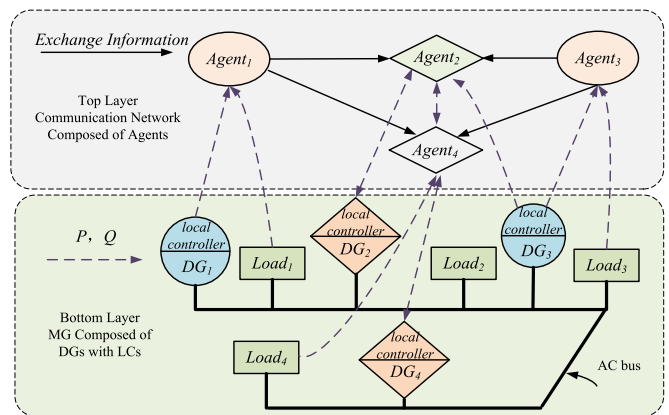 Exchange Information
Agent1
Agent2
Agent3
Top Layer
Communication Network
Composed of Agents
Agent4
P, Q
local
controller
DG1
Load1
local
controller
DG2
Load2
local
controller
DG3
Load3
Bottom Layer
MG Composed of
DGs with LCs
Load4
local
controller
DG4
AC bus